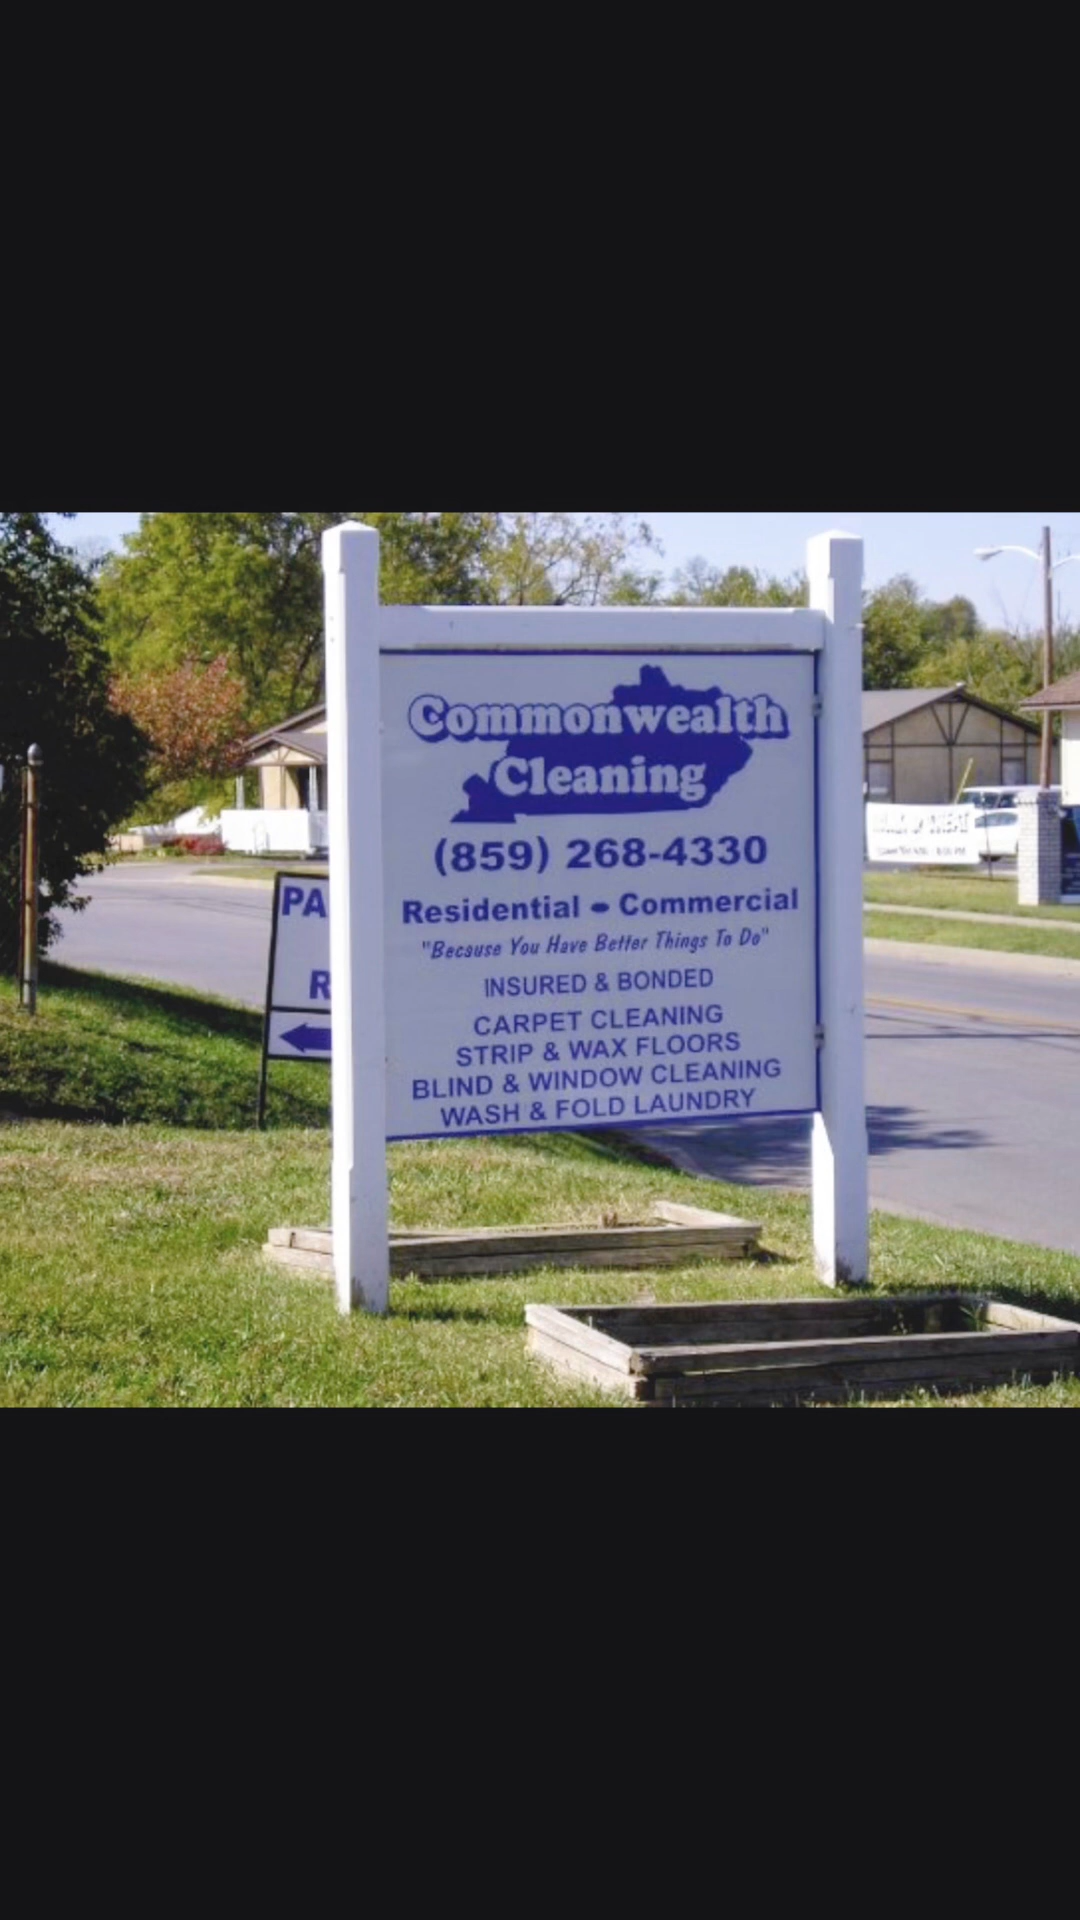 Commonwealth
Cleaning
(859) 268-4330
Residential • Commercial
"Because You Have Better Things To Do"
INSURED & BONDED
CARPET CLEANING
STRIP & WAX FLOORS
BLIND & WINDOW CLEANING
WASH & FOLD LAUNDRY
PA
R